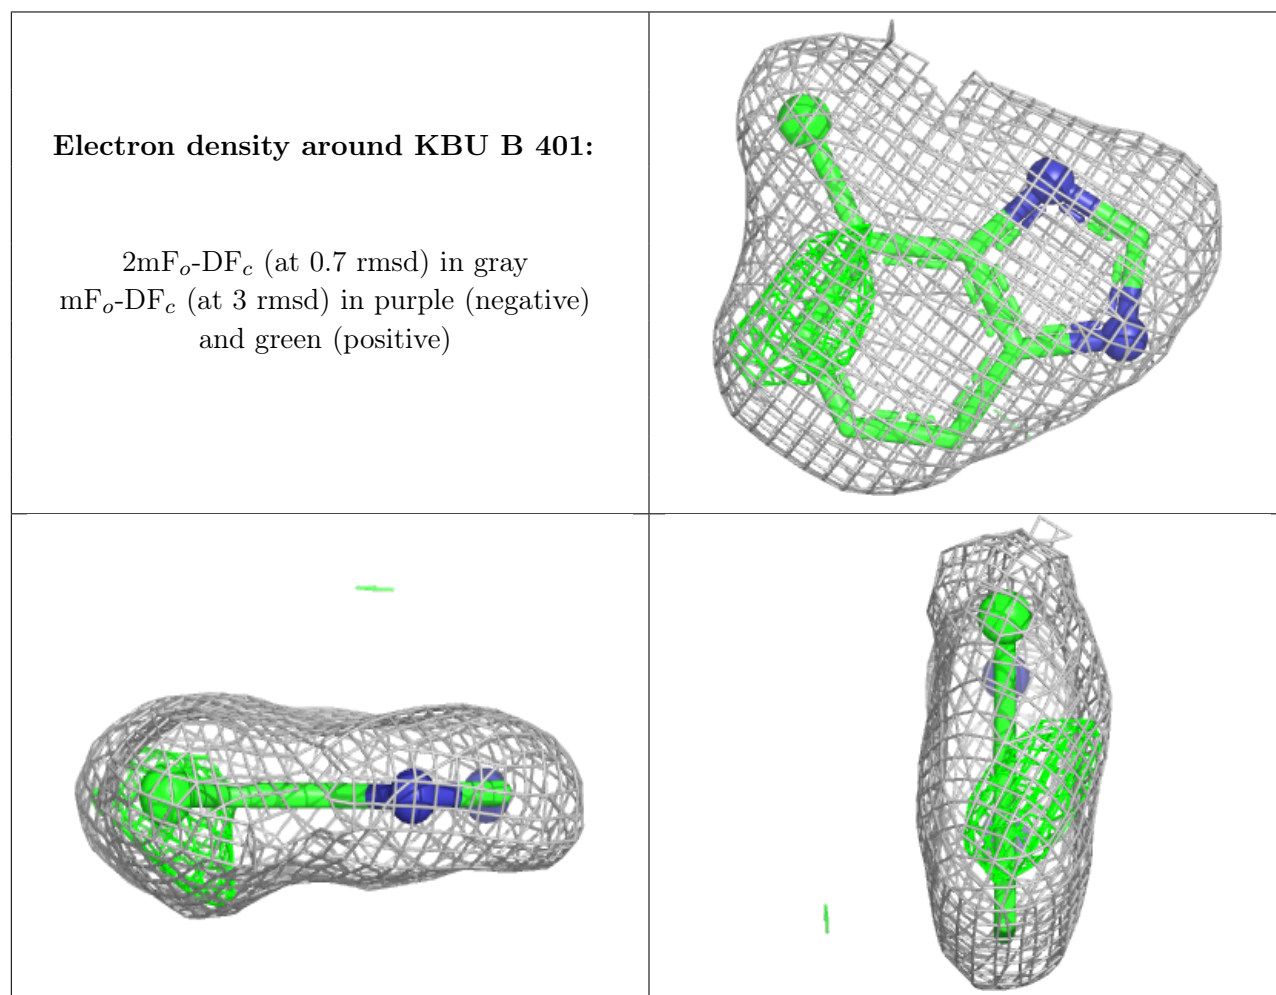 Electron density around KBU B 401:
2mFo-DFc (at 0.7 rmsd) in gray
mFo-DFc (at 3 rmsd) in purple (negative)
and green (positive)